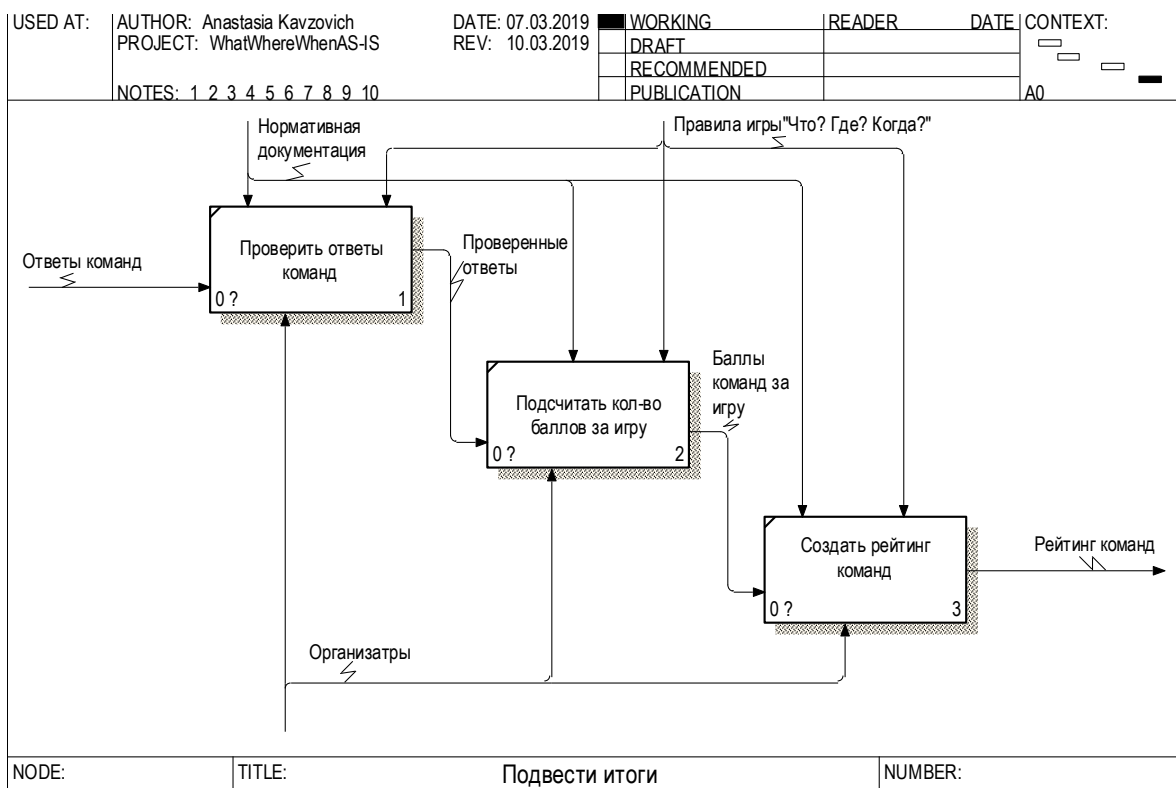 USED AT:
AUTHOR: Anastasia Kavzovich
DATE: 07.03.2019
WORKING
READER
DATE
CONTEXT:
PROJECT: WhatWhereWhenAS-IS
REV: 10.03.2019
DRAFT
RECOMMENDED
NOTES: 1 2 3 4 5 6 7 8 9 10
PUBLICATION
A0
Нормативная
документация
Правила игры"Что? Где? Когда?"
Ответы команд
Проверить ответы
команд
0 ?
1
Проверенные
ответы
Подсчитать кол-во
баллов за игру
0 ?
2
Баллы
команд за
игру
Создать рейтинг
команд
0 ?
3
Рейтинг команд
Организатры
NODE:
TITLE:
Подвести итоги
NUMBER: